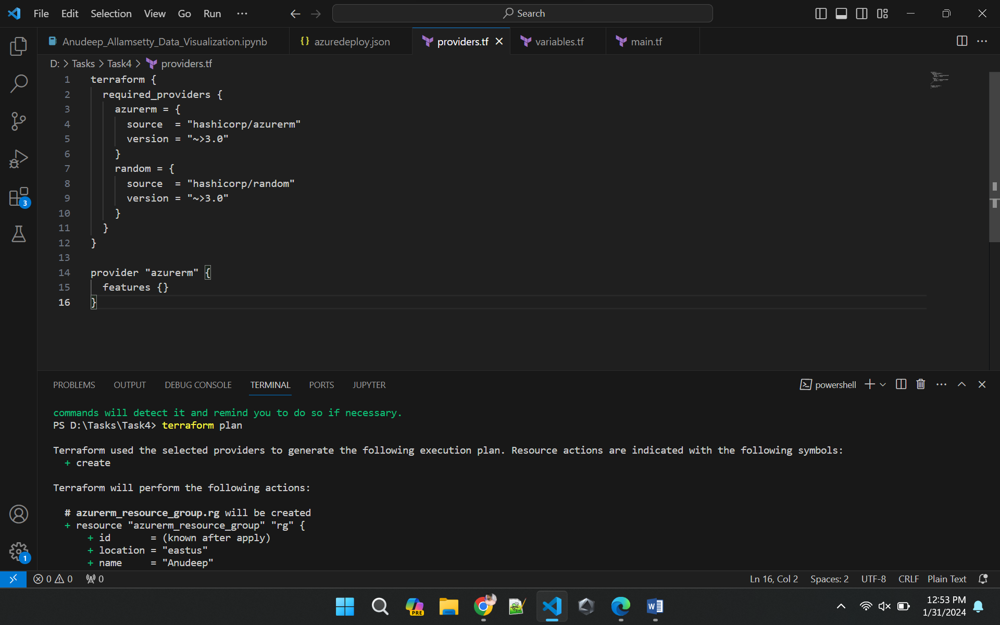 File Edit Selection View Go Run ··· Search
Anudeep_Allamsetty_Data_Visualization.ipynb {} azuredeploy.json providers.tf variables.tf main.tf
D: > Tasks > Task4 > providers.tf
1 terraform {
2 required_providers {
3 azurerm = {
4 source = "hashicorp/azurerm"
5 version = "~>3.0"
6 }
7 random = {
8 source = "hashicorp/random"
9 version = "~>3.0"
10 }
11 }
12 }
13
14 provider "azurerm" {
15 features {}
16 }
3
PROBLEMS OUTPUT DEBUG CONSOLE TERMINAL PORTS JUPYTER powershell
commands will detect it and remind you to do so if necessary.
PS D:\Tasks\Task4> terraform plan
Terraform used the selected providers to generate the following execution plan. Resource actions are indicated with the following symbols:
+ create
Terraform will perform the following actions:
# azurerm_resource_group.rg will be created
+ resource "azurerm_resource_group" "rg" {
+ id = (known after apply)
+ location = "eastus"
+ name = "Anudeep"
1
0 0 0 Ln 16, Col 2 Spaces: 2 UTF-8 CRLF Plain Text
PRE
W
12:53 PM
1/31/2024